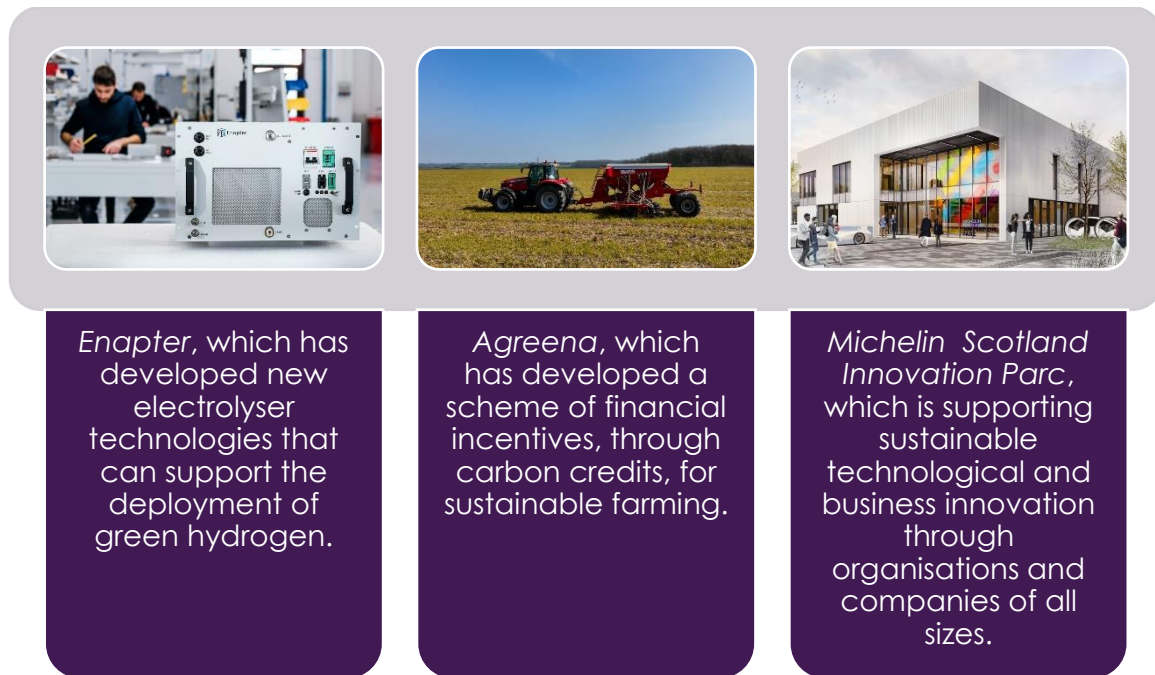 Enapter
Enapter, which has
developed new
electrolyser
technologies that
can support the
deployment of
green hydrogen.
Agreena, which
has developed a
scheme of financial
incentives, through
carbon credits, for
sustainable farming.
Michelin Scotland
Innovation Parc,
which is supporting
sustainable
technological and
business innovation
through
organisations and
companies of all
sizes.